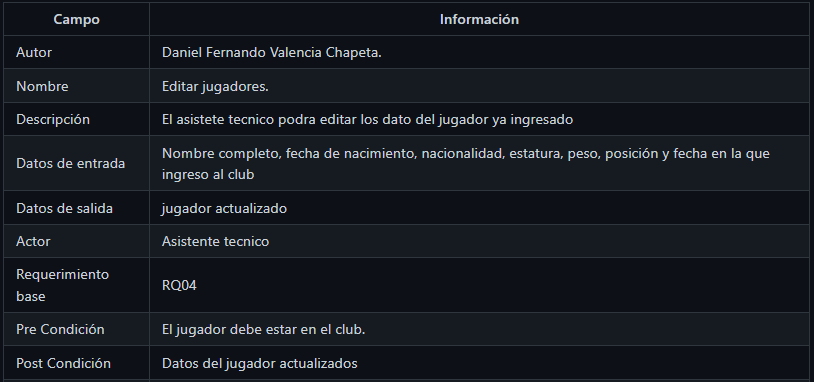 Campo Información
Autor Daniel Fernando Valencia Chapeta.
Nombre Editar jugadores.
Descripción El asistete tecnico podra editar los dato del jugador ya ingresado
Datos de entrada Nombre completo, fecha de nacimiento, nacionalidad, estatura, peso, posición y fecha en la que
ingreso al club
Datos de salida jugador actualizado
Actor Asistente tecnico
Requerimiento
base RQ04
Pre Condición El jugador debe estar en el club.
Post Condición Datos del jugador actualizados